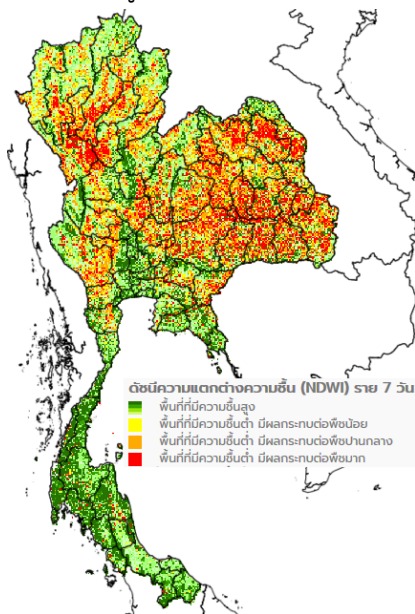 ดัชนีความแตกต่างความชื้น (NDWI) ราย 7 วัน
พื้นที่ที่มีความชื้นสูง
พื้นที่ที่มีความชื้นต่ำ มีผลกระทบต่อพืชน้อย
พื้นที่ที่มีความชื้นต่ำ มีผลกระทบต่อพืชปานกลาง
พื้นที่ที่มีความชื้นต่ำ มีผลกระทบต่อพืชมาก